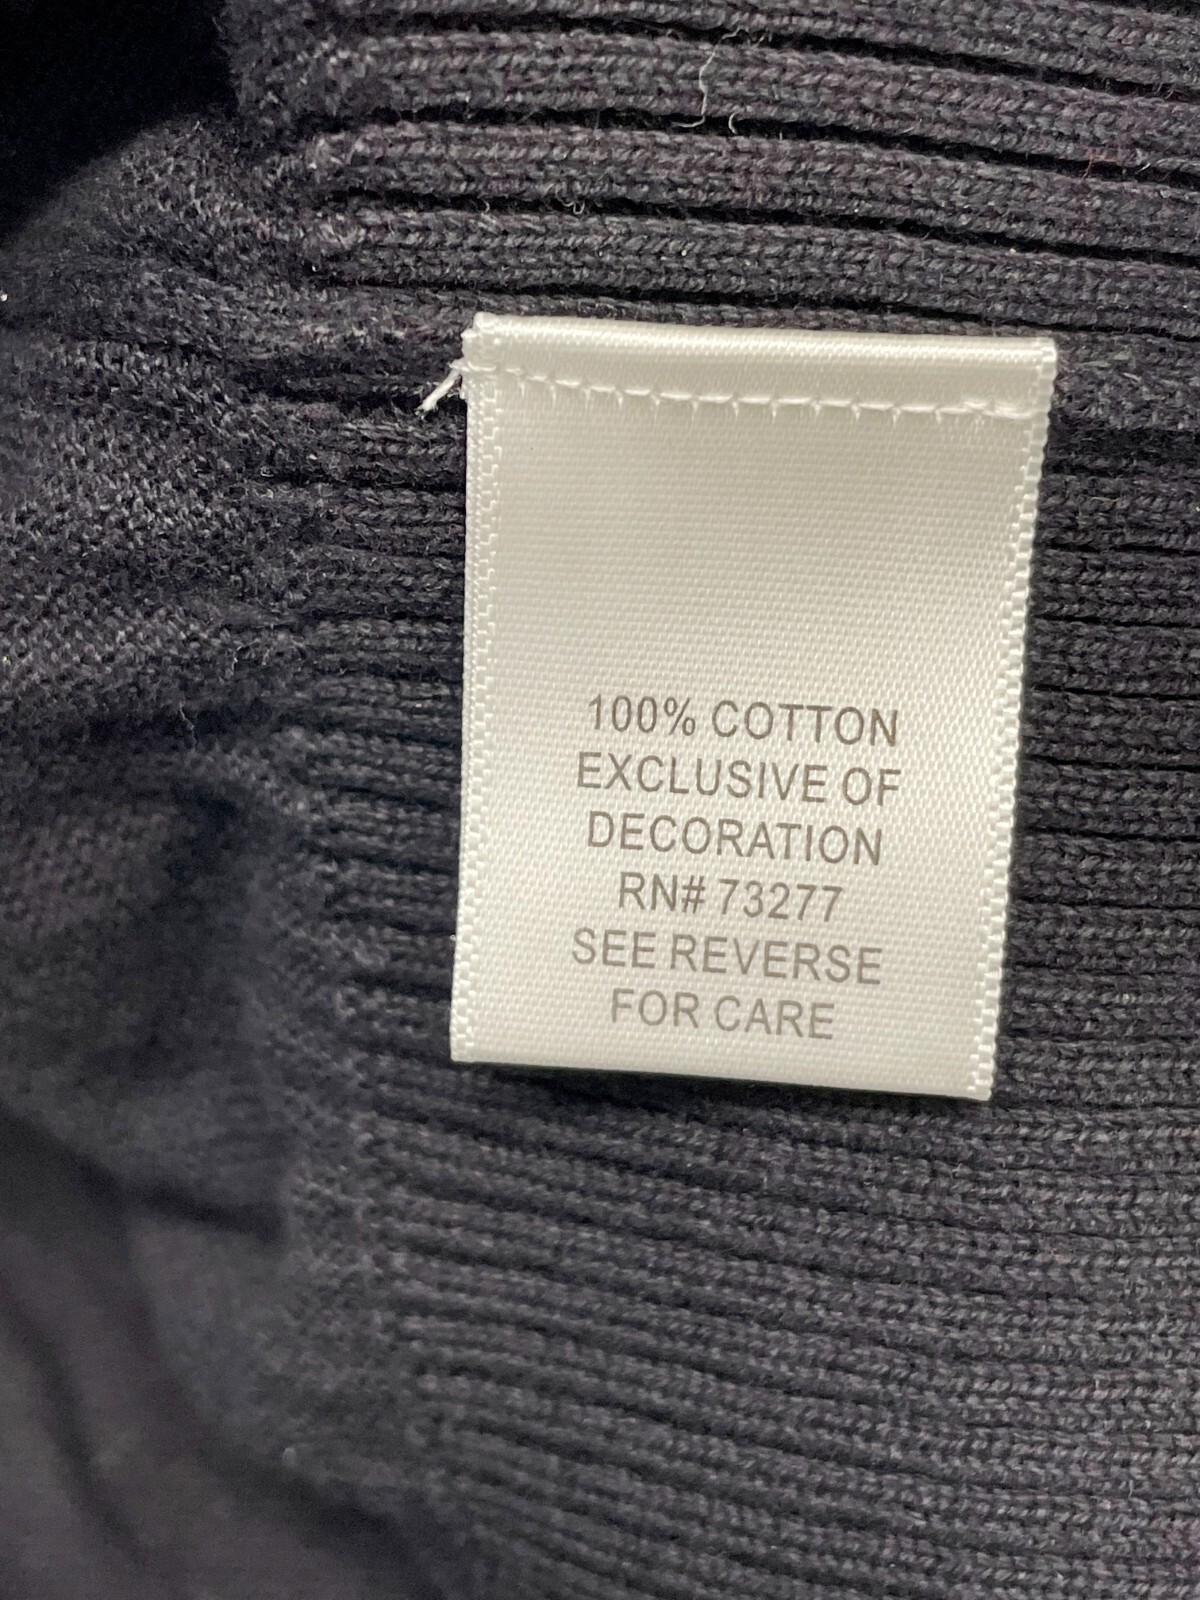 100% COTTON
EXCLUSIVE OF
DECORATION
RN# 73277
SEE REVERSE
FOR CARE